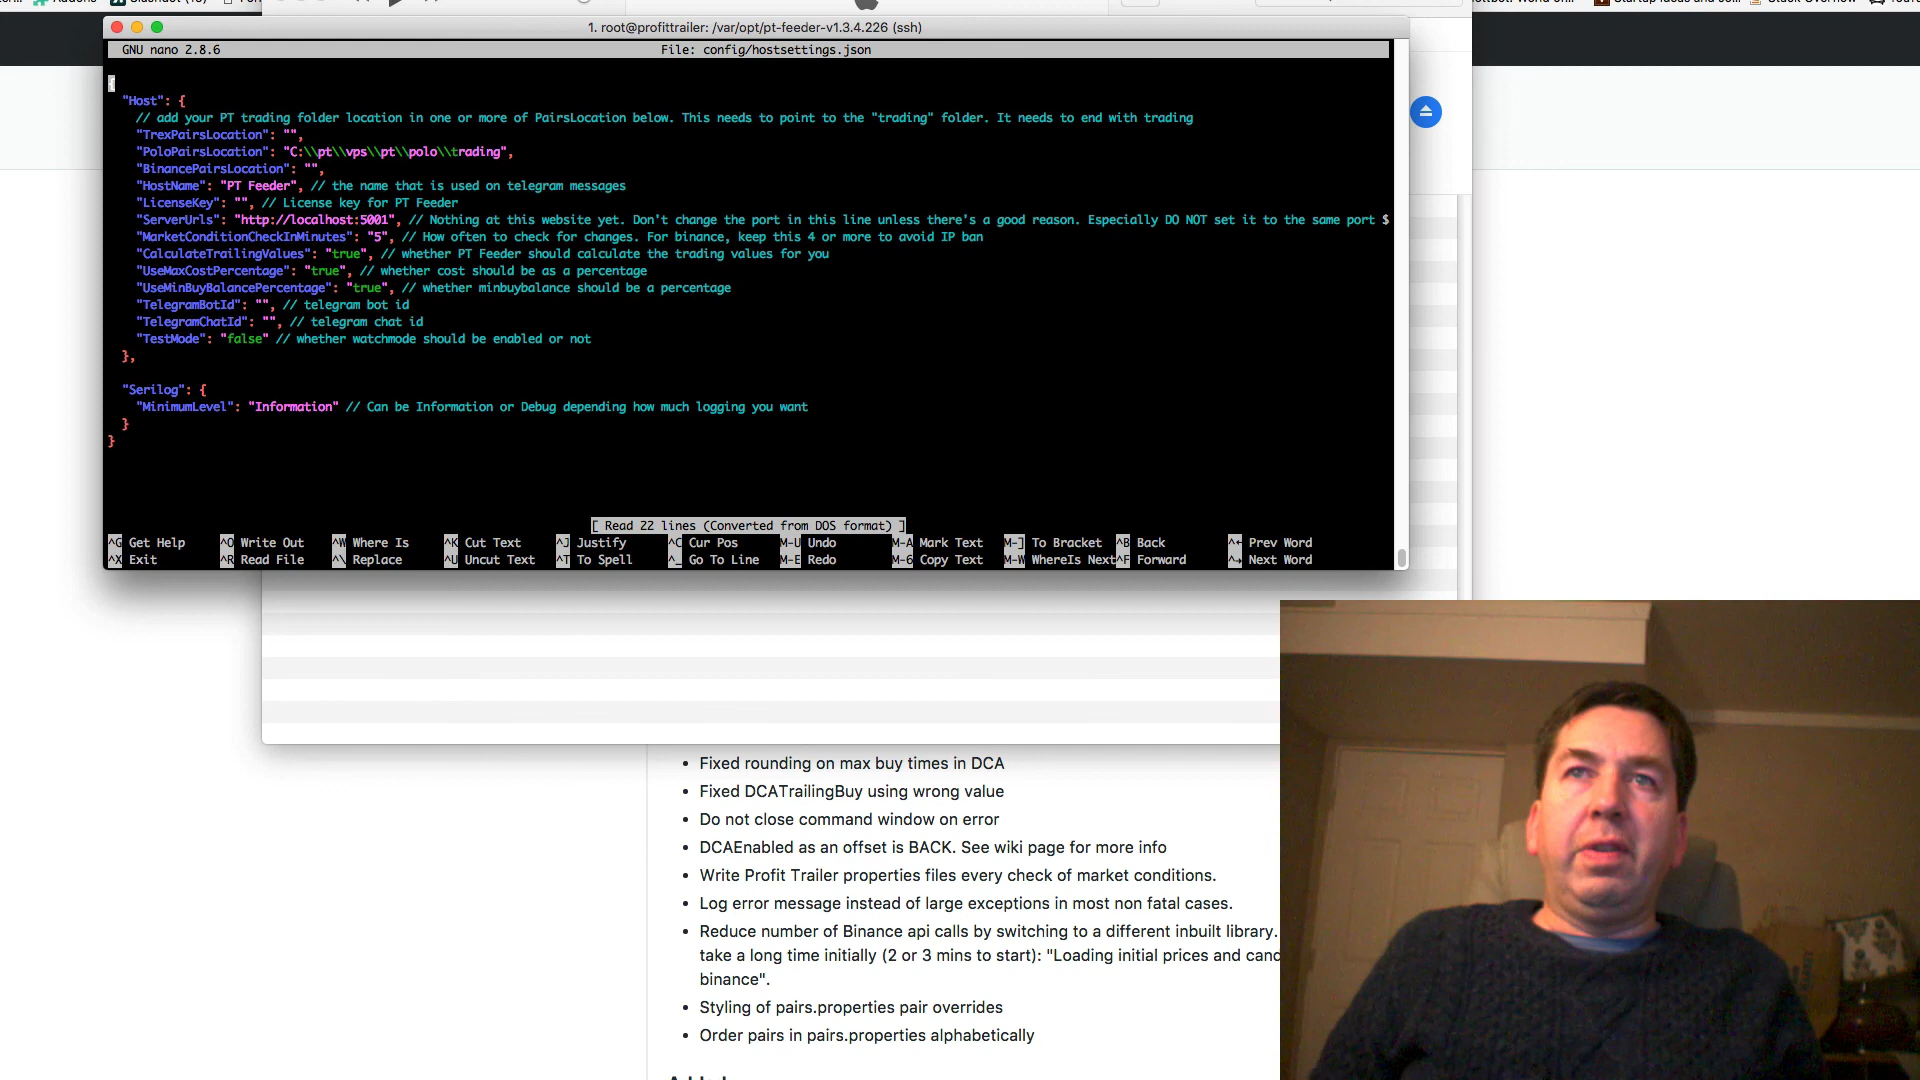 1. root@profittrailer: /var/opt/pt-feeder-v1.3.4.226 (ssh)
GNU nano 2.8.6 File: config/hostsettings.json
{
"Host": {
// add your PT trading folder location in one or more of PairsLocation below. This needs to point to the "trading" folder. It needs to end with trading
"TrexPairsLocation": "",
"PoloPairsLocation": "C:\\pt\\vps\\pt\\polo\\trading",
"BinancePairsLocation": "",
"HostName": "PT Feeder", // the name that is used on telegram messages
"LicenseKey": "", // License key for PT Feeder
"ServerUrls": "http://localhost:5001", // Nothing at this website yet. Don't change the port in this line unless there's a good reason. Especially DO NOT set it to the same port $
"MarketConditionCheckInMinutes": "5", // How often to check for changes. For binance, keep this 4 or more to avoid IP ban
"CalculateTrailingValues": "true", // whether PT Feeder should calculate the trading values for you
"UseMaxCostPercentage": "true", // whether cost should be as a percentage
"UseMinBuyBalancePercentage": "true", // whether minbuybalance should be a percentage
"TelegramBotId": "", // telegram bot id
"TelegramChatId": "", // telegram chat id
"TestMode": "false" // whether watchmode should be enabled or not
},
"Serilog": {
"MinimumLevel": "Information" // Can be Information or Debug depending how much logging you want
}
}
[ Read 22 lines (Converted from DOS format) ]
^G Get Help ^O Write Out ^W Where Is ^K Cut Text ^J Justify ^C Cur Pos M-U Undo M-A Mark Text M-] To Bracket ^B Back ^← Prev Word
^X Exit ^R Read File ^\ Replace ^U Uncut Text ^T To Spell ^_ Go To Line M-E Redo M-6 Copy Text M-W WhereIs Next ^F Forward ^→ Next Word
• Fixed rounding on max buy times in DCA
• Fixed DCATrailingBuy using wrong value
• Do not close command window on error
• DCAEnabled as an offset is BACK. See wiki page for more info
• Write Profit Trailer properties files every check of market conditions.
• Log error message instead of large exceptions in most non fatal cases.
• Reduce number of Binance api calls by switching to a different inbuilt library.
take a long time initially (2 or 3 mins to start): "Loading initial prices and canc
binance".
• Styling of pairs.properties pair overrides
• Order pairs in pairs.properties alphabetically